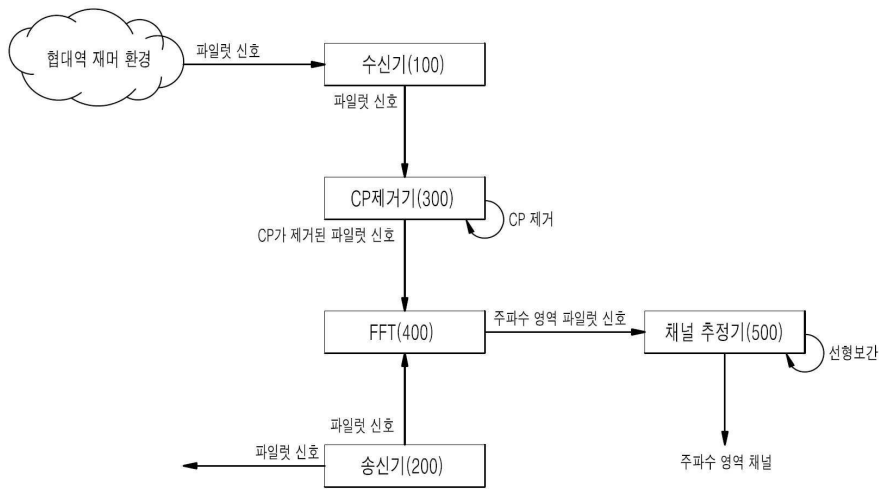 협대역 재머 환경
파일럿 신호
수신기(100)
파일럿 신호
CP제거기(300)
CP 제거
CP가 제거된 파일럿 신호
FFT(400)
주파수 영역 파일럿 신호
채널 추정기(500)
선형보간
파일럿 신호
파일럿 신호
송신기(200)
주파수 영역 채널